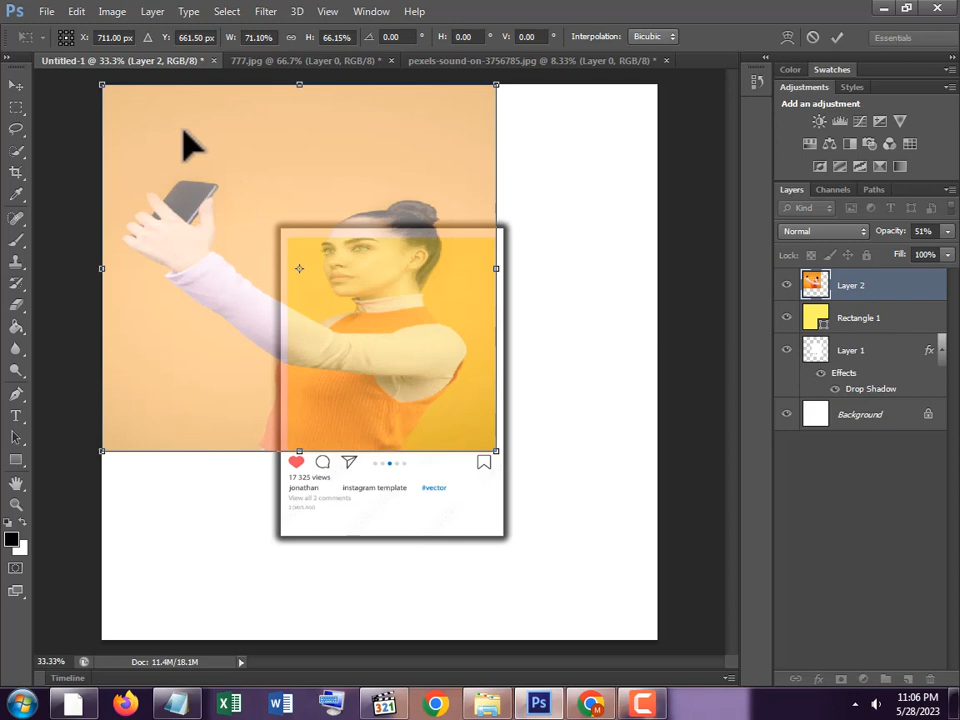 Ps File Edit Image Layer Type Select Filter 3D View Window Help
X: 711.00 px Y: 661.50 px W: 71.10% H: 66.15% 0.00 ° H: 0.00 ° V: 0.00 ° Interpolation: Bicubic Essentials
Untitled-1 @ 33.3% (Layer 2, RGB/8) * × 777.jpg @ 66.7% (Layer 0, RGB/8) * × pexels-sound-on-3756785.jpg @ 8.33% (Layer 0, RGB/8) * ×
Color Swatches
Adjustments Styles
Add an adjustment
Layers Channels Paths
Kind
Normal Opacity: 51%
Lock: Fill: 100%
Layer 2
Rectangle 1
Layer 1 fx
Effects
Drop Shadow
Background
17 325 views
jonathan instagram template #vector
View all 2 comments
33.33% Doc: 11.4M/18.1M
Timeline
321
11:06 PM
5/28/2023